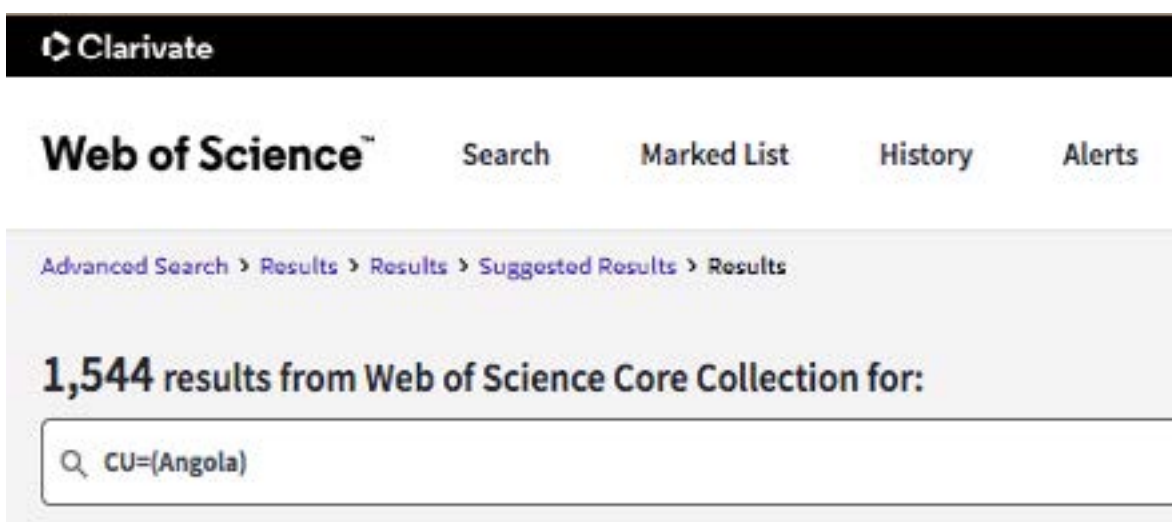 Clarivate
Web of Science™ Search Marked List History Alerts
Advanced Search > Results > Results > Suggested Results > Results
1,544 results from Web of Science Core Collection for:
CU=(Angola)